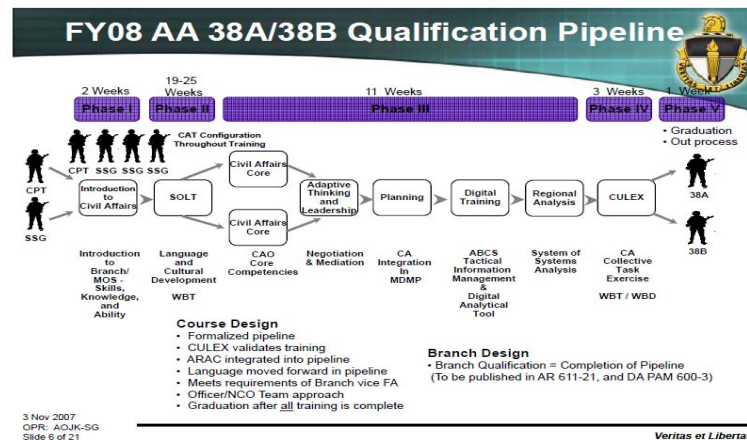 FY08 AA 38A/38B Qualification Pipeline
VERITAS ET LIBERTAS
2 Weeks
19-25
Weeks
11 Weeks
3 Weeks
1 Week
Phase I
Phase II
Phase III
Phase IV
Phase V
• Graduation
• Out process
CAT Configuration
Throughout Training
CPT SSG SSG SSG
CPT
SSG
Introduction
to
Civil Affairs
SOLT
Civil Affairs
Core
Civil Affairs
Core
Adaptive
Thinking
and
Leadership
Planning
Digital
Training
Regional
Analysis
CULEX
38A
38B
Introduction
to
Branch/
MOS -
Skills,
Knowledge,
and
Ability
Language
and
Cultural
Development
WBT
CAO
Core
Competencies
Negotiation
& Mediation
CA
Integration
In
MDMP
ABCS
Tactical
Information
Management
&
Digital
Analytical
Tool
System of
Systems
Analysis
CA
Collective
Task
Exercise
WBT / WBD
Course Design
• Formalized pipeline
• CULEX validates training
• ARAC integrated into pipeline
• Language moved forward in pipeline
• Meets requirements of Branch vice FA
• Officer/NCO Team approach
• Graduation after all training is complete
Branch Design
• Branch Qualification = Completion of Pipeline
(To be published in AR 611-21, and DA PAM 600-3)
3 Nov 2007
OPR: AOJK-SG
Slide 6 of 21
Veritas et Liberta